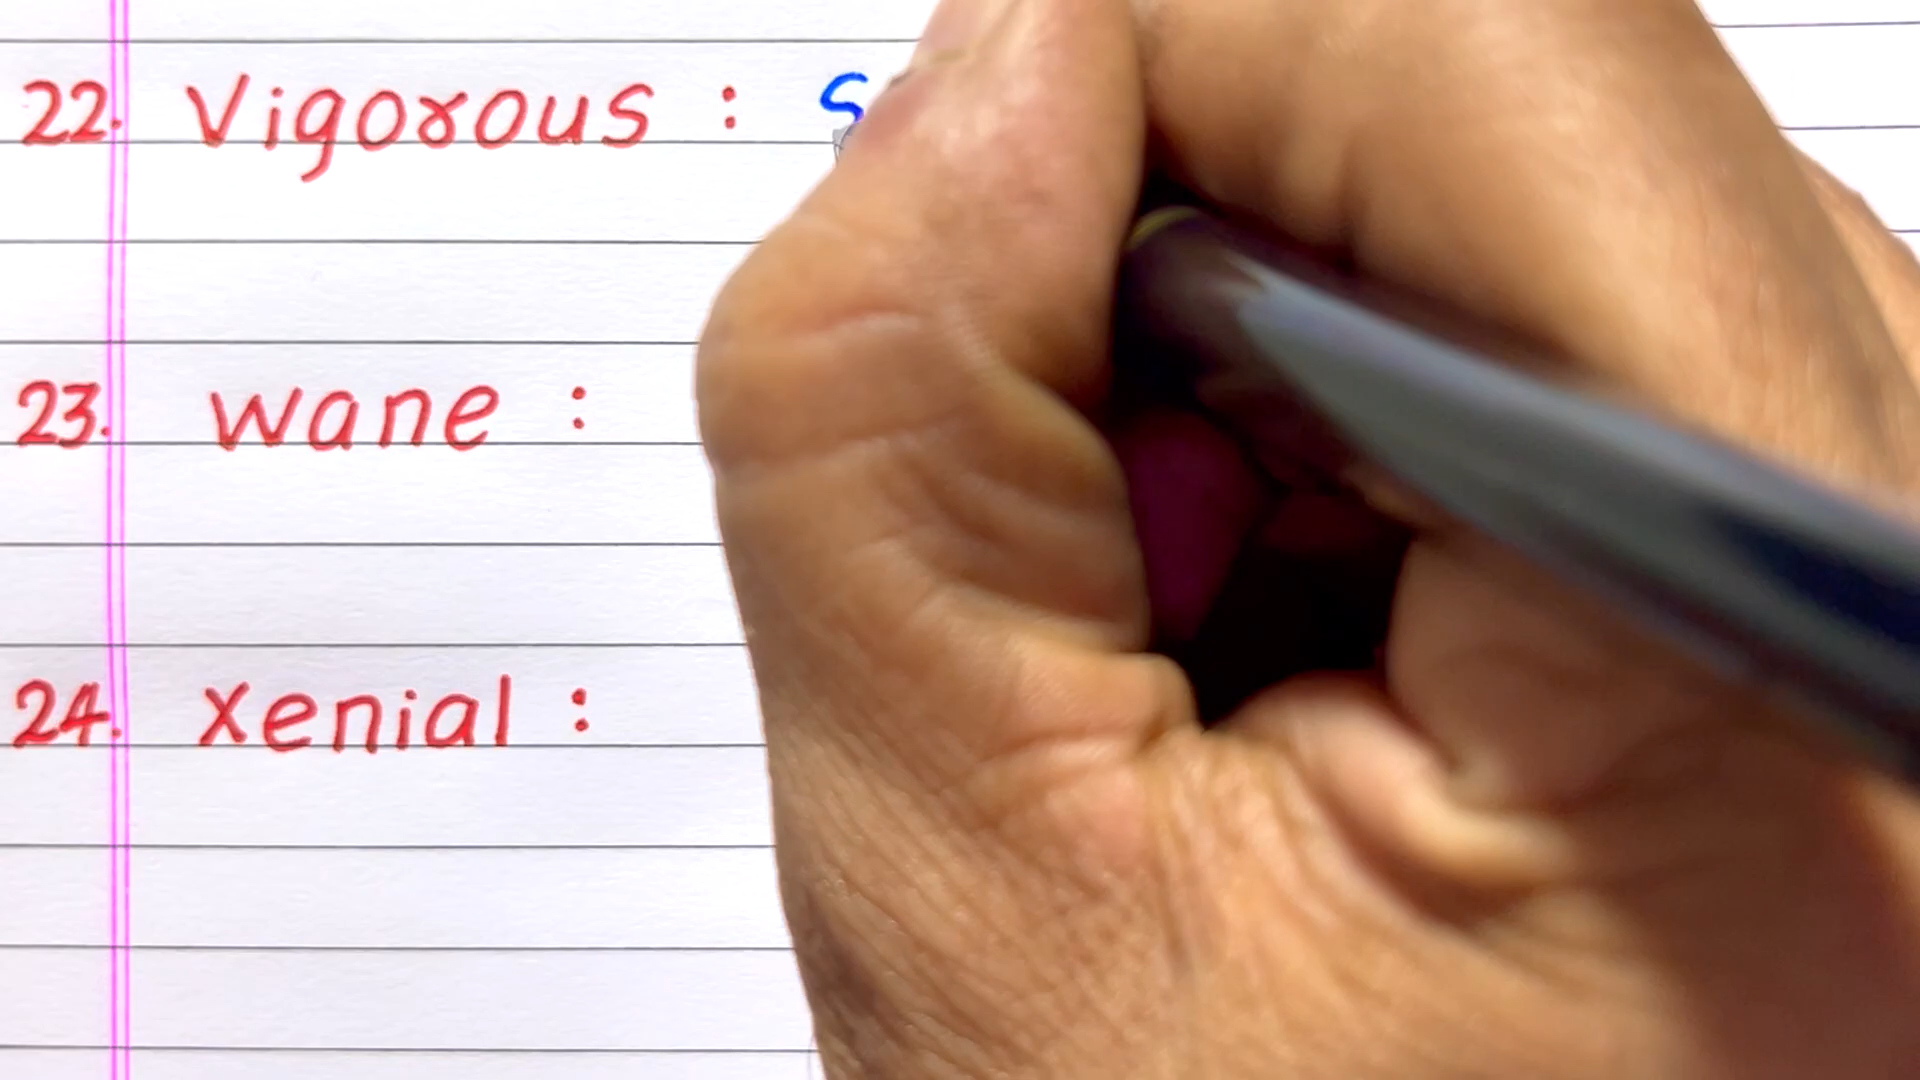 22. Vigorous : S
23. wane :
24. xenial :